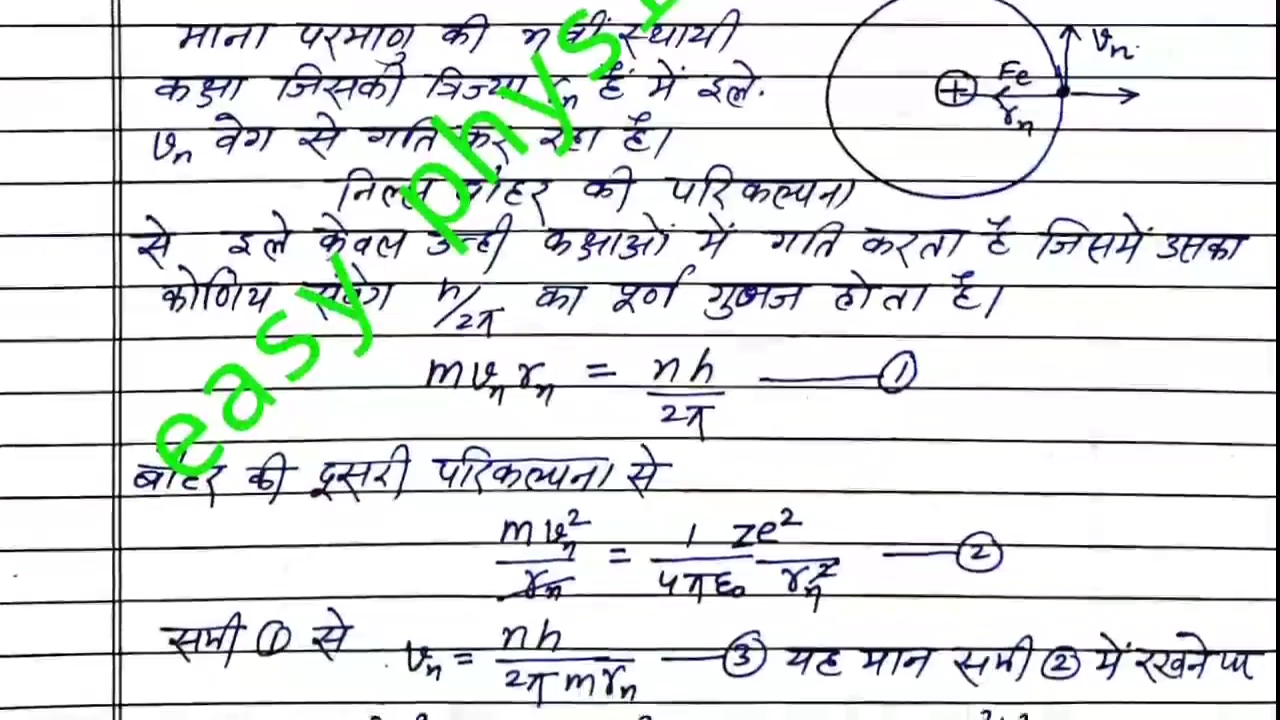 माना परमाणु की n वीं स्थायी
कक्षा जिसकी त्रिज्या rₙ है में इले.
vₙ वेग से गति कर रहा है।
vₙ
Fe
+
rₙ
बोहर की परिकल्पना
से इले केवल उन्ही कक्षाओं में गति करता है जिसमें उसका
कोणिय संवेग h/2π का पूर्ण गुणज होता है।
mvₙrₙ = nh/2π ——— ①
बोहर की दूसरी परिकल्पना से
mvₙ²/rₙ = 1/4πε₀ Ze²/rₙ² ——— ②
समी ① से vₙ = nh/2πmrₙ ——— ③ यह मान समी ② में रखने पर
easy phys